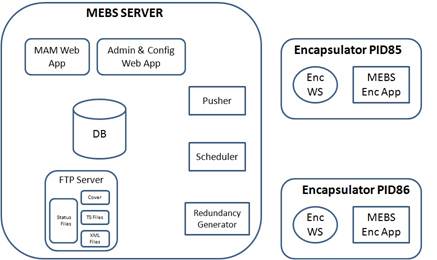 MEBS SERVER
MAM Web
App
Admin & Config
Web App
Pusher
DB
Scheduler
FTP Server
Cover
Status
Files
TS Files
XML
Files
Redundancy
Generator
Encapsulator PID85
Enc
WS
MEBS
Enc App
Encapsulator PID86
Enc
WS
MEBS
Enc App